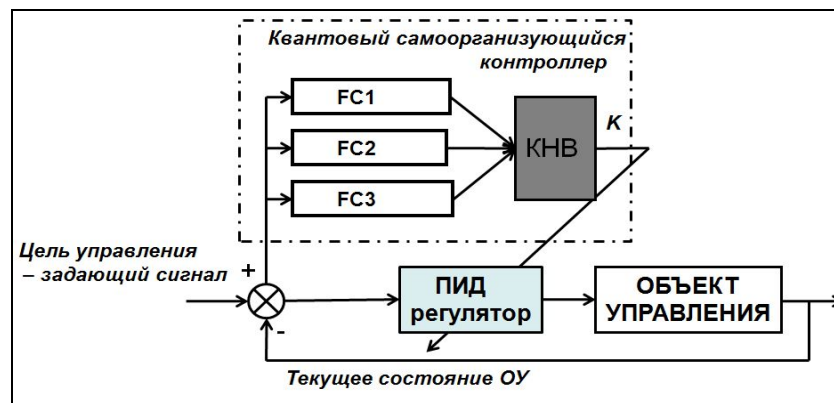 Квантовый самоорганизующийся
контроллер
FC1
FC2
FC3
КНВ
K
Цель управления
– задающий сигнал
+
-
ПИД
регулятор
ОБЪЕКТ
УПРАВЛЕНИЯ
Текущее состояние ОУ